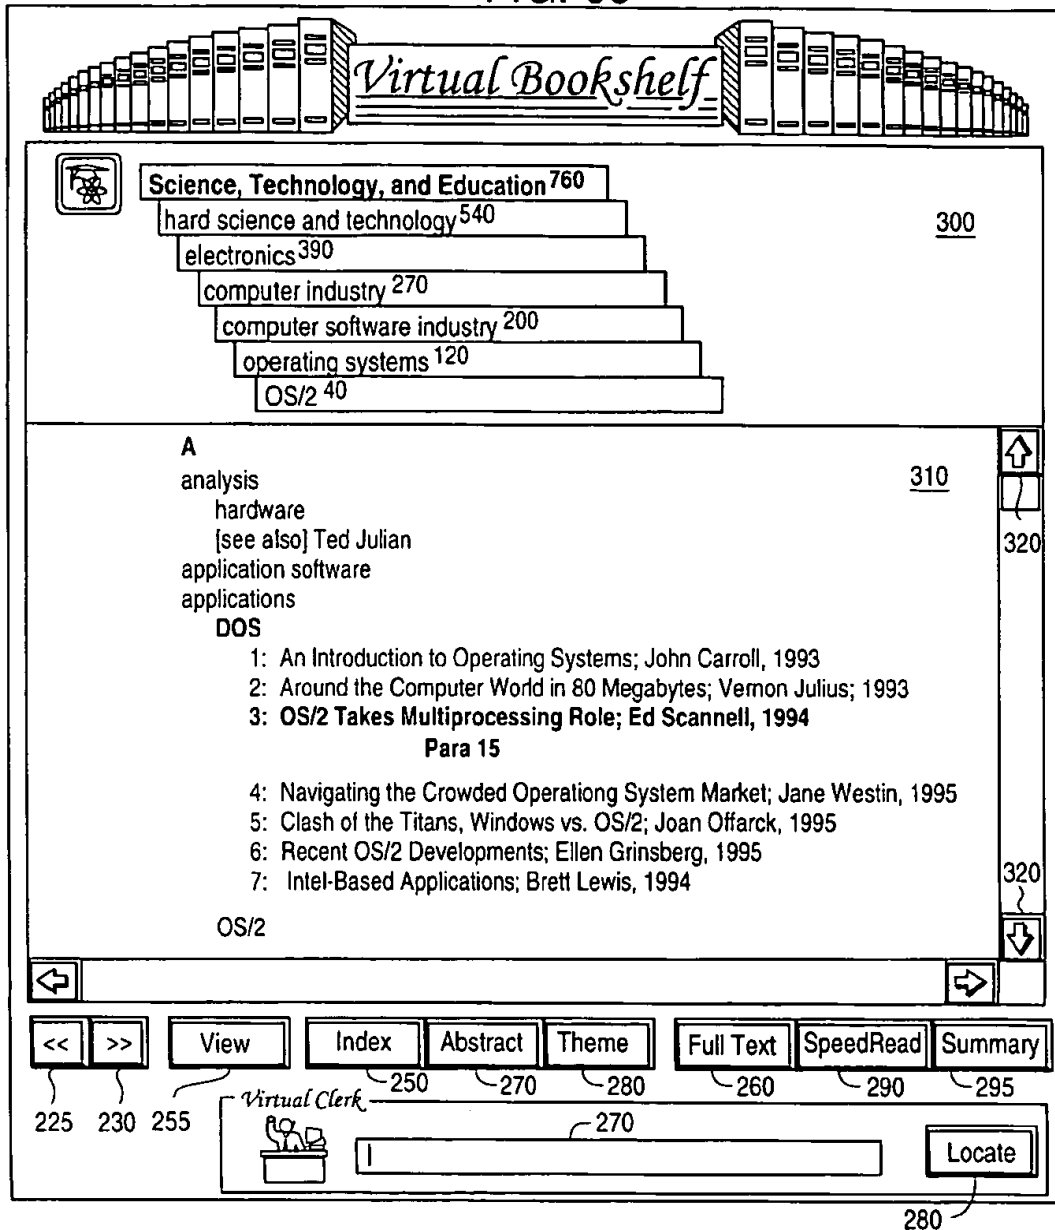 Virtual Bookshelf
Science, Technology, and Education 760
hard science and technology 540
300
electronics 390
computer industry 270
computer software industry 200
operating systems 120
OS/2 40
A
310
analysis
hardware
[see also] Ted Julian
320
application software
applications
DOS
1: An Introduction to Operating Systems; John Carroll, 1993
2: Around the Computer World in 80 Megabytes; Vernon Julius; 1993
3: OS/2 Takes Multiprocessing Role; Ed Scannell, 1994
Para 15
4: Navigating the Crowded Operationg System Market; Jane Westin, 1995
5: Clash of the Titans, Windows vs. OS/2; Joan Offarck, 1995
6: Recent OS/2 Developments; Ellen Grinsberg, 1995
7: Intel-Based Applications; Brett Lewis, 1994
320
OS/2
<< >> View Index Abstract Theme Full Text SpeedRead Summary
250 270 280 260 290 295
225 230 255
Virtual Clerk
270
Locate
280